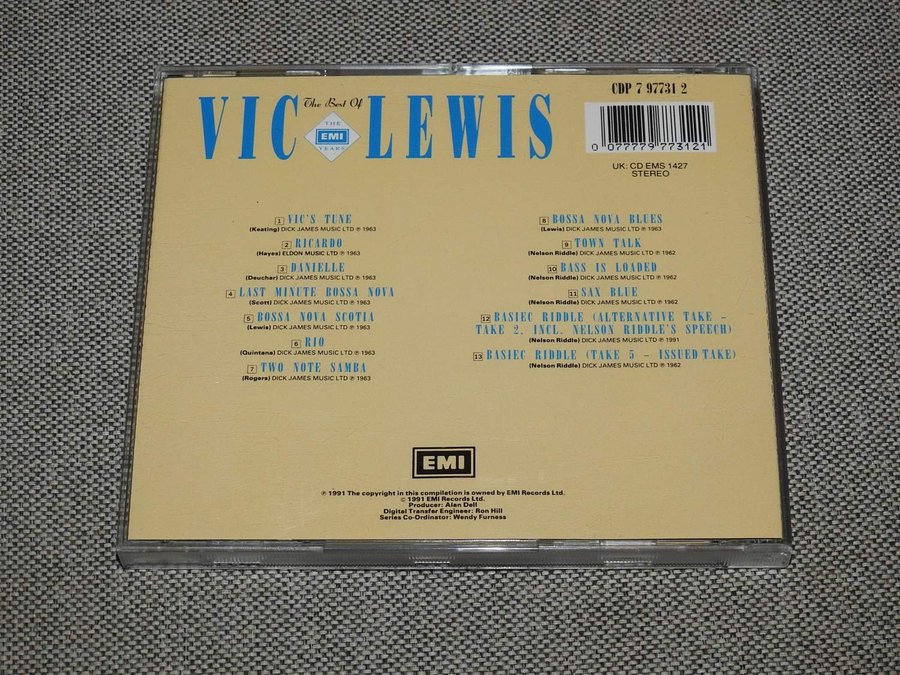 The Best Of
VIC LEWIS
THE
EMI
YEARS
CDP 7 97731 2
0 077779 773121
UK: CD EMS 1427
STEREO
1 VIC'S TUNE
(Keating) DICK JAMES MUSIC LTD ℗ 1963
2 RICARDO
(Hayes) ELDON MUSIC LTD ℗ 1963
3 DANIELLE
(Deuchar) DICK JAMES MUSIC LTD ℗ 1963
4 LAST MINUTE BOSSA NOVA
(Scott) DICK JAMES MUSIC LTD ℗ 1963
5 BOSSA NOVA SCOTIA
(Lewis) DICK JAMES MUSIC LTD ℗ 1963
6 RIO
(Quintana) DICK JAMES MUSIC LTD ℗ 1963
7 TWO NOTE SAMBA
(Rogers) DICK JAMES MUSIC LTD ℗ 1963
8 BOSSA NOVA BLUES
(Lewis) DICK JAMES MUSIC LTD ℗ 1963
9 TOWN TALK
(Nelson Riddle) DICK JAMES MUSIC LTD ℗ 1962
10 BASS IS LOADED
(Nelson Riddle) DICK JAMES MUSIC LTD ℗ 1962
11 SAX BLUE
(Nelson Riddle) DICK JAMES MUSIC LTD ℗ 1962
12 BASIEC RIDDLE (ALTERNATIVE TAKE –
TAKE 2. INCL. NELSON RIDDLE'S SPEECH)
(Nelson Riddle) DICK JAMES MUSIC LTD ℗ 1991
13 BASIEC RIDDLE (TAKE 5 – ISSUED TAKE)
(Nelson Riddle) DICK JAMES MUSIC LTD ℗ 1962
EMI
℗ 1991 The copyright in this compilation is owned by EMI Records Ltd.
© 1991 EMI Records Ltd.
Producer: Alan Dell
Digital Transfer Engineer: Ron Hill
Series Co-Ordinator: Wendy Furness